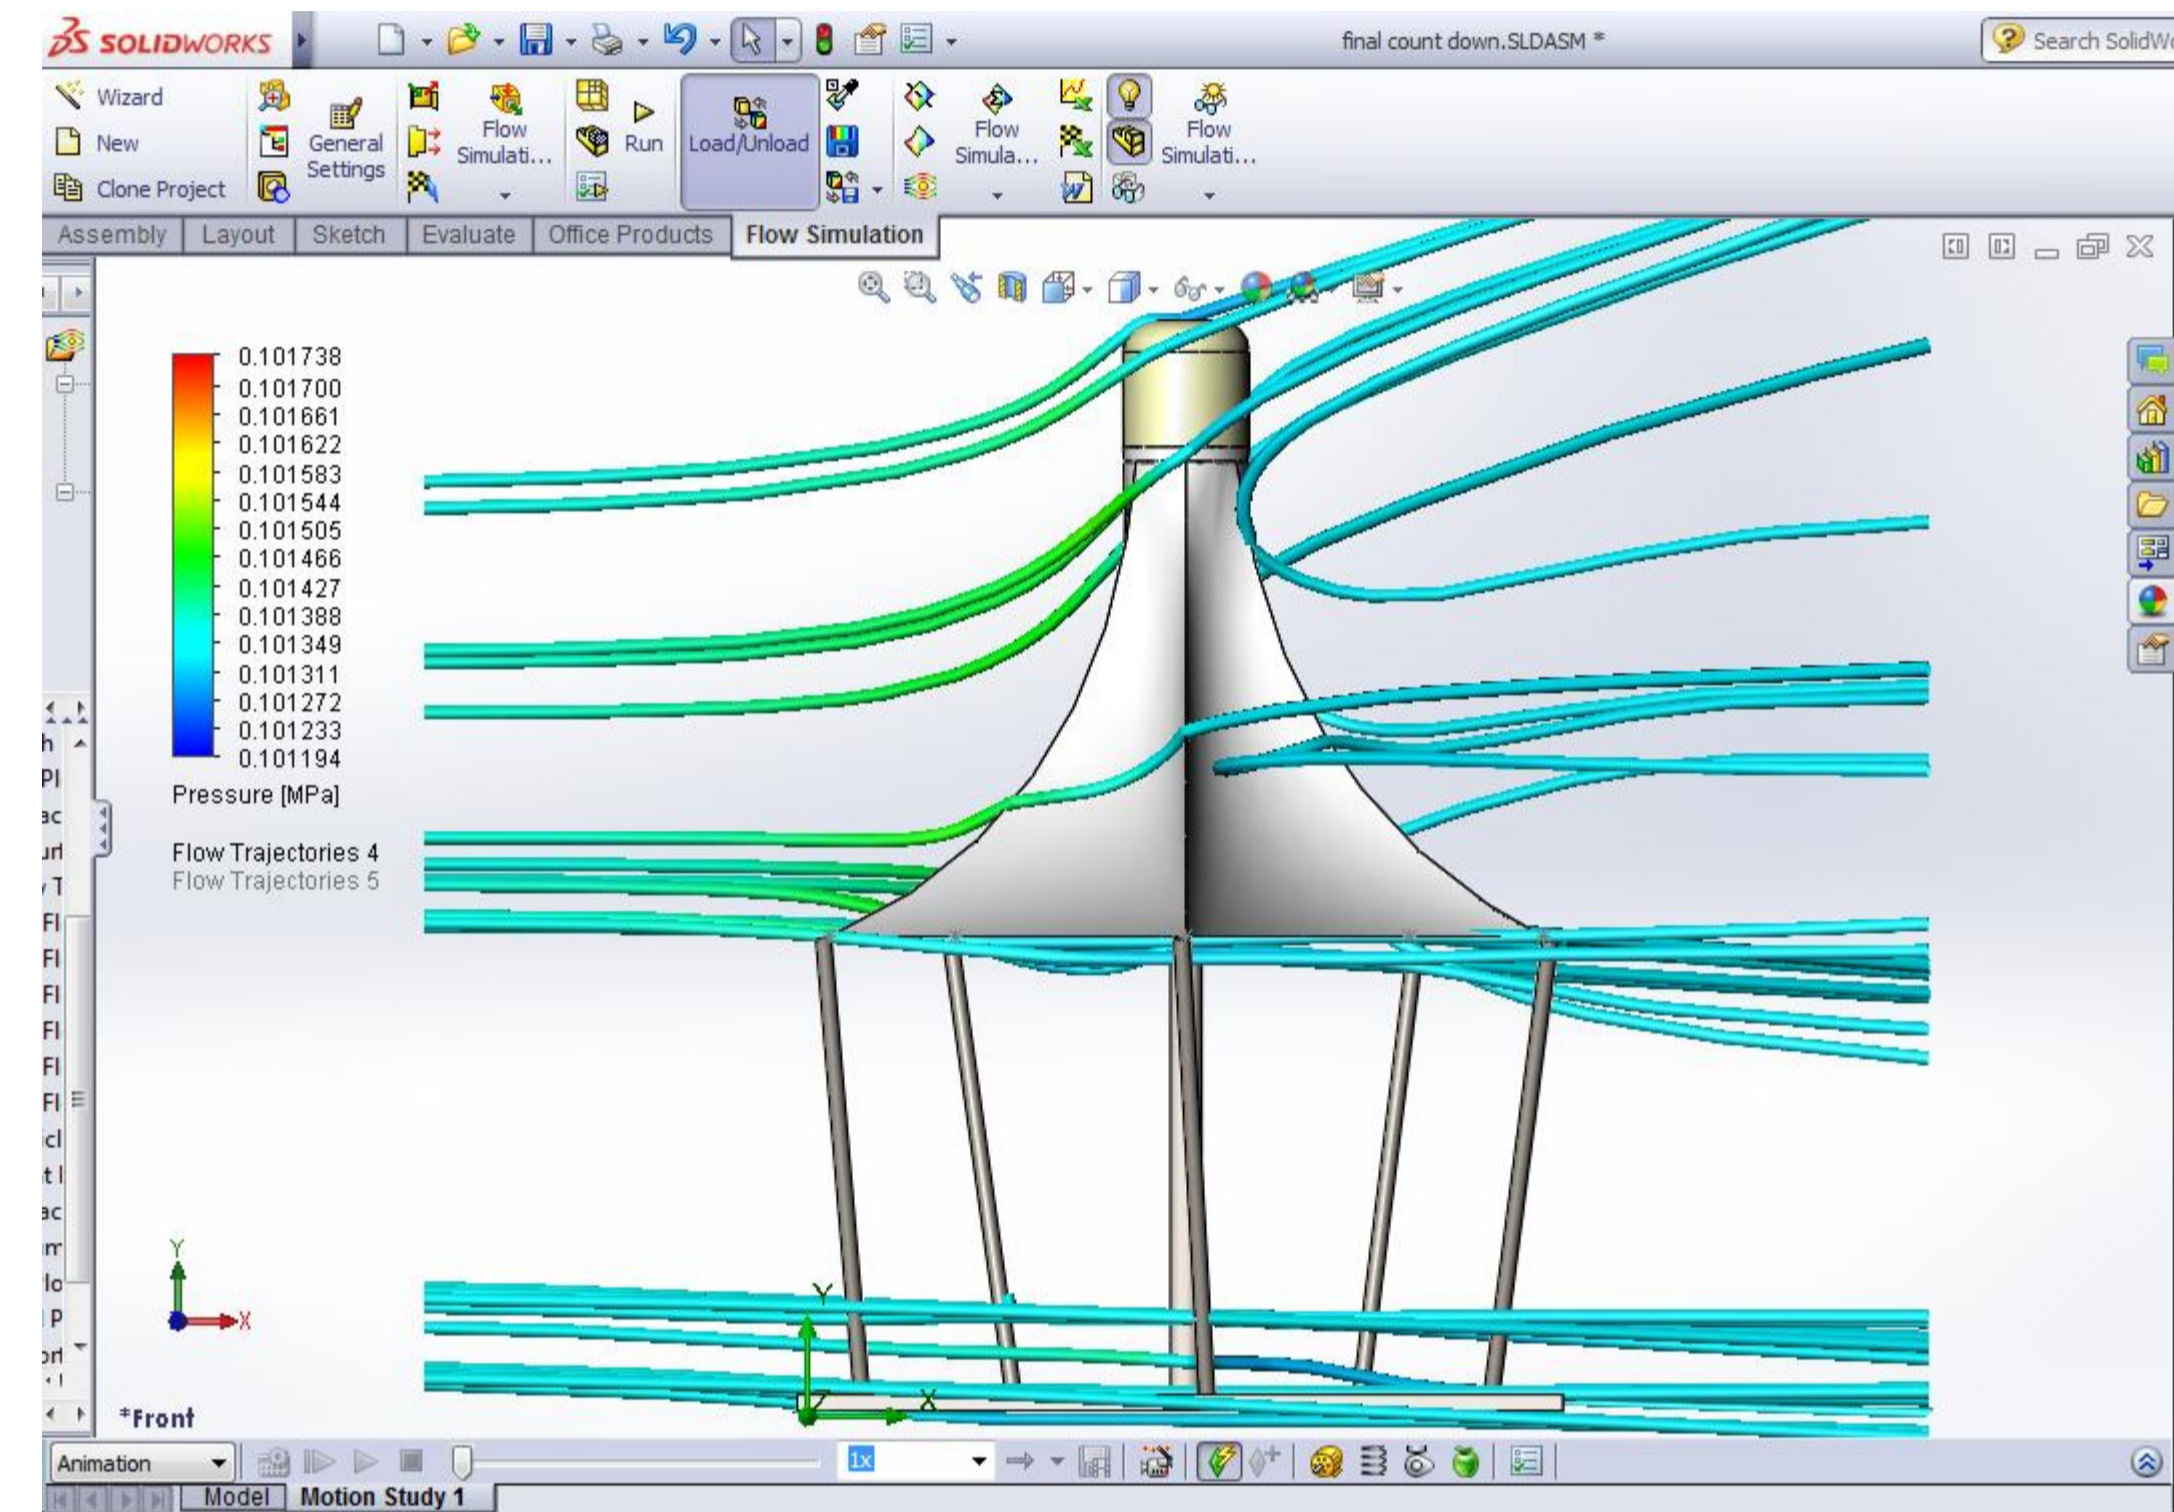 SOLIDWORKS
final count down.SLDASM *
Search SolidWo
Wizard
New
Clone Project
General Settings
Flow Simulati...
Run
Load/Unload
Flow Simula...
Flow Simulati...
Assembly
Layout
Sketch
Evaluate
Office Products
Flow Simulation
0.101738
0.101700
0.101661
0.101622
0.101583
0.101544
0.101505
0.101466
0.101427
0.101388
0.101349
0.101311
0.101272
0.101233
0.101194
Pressure [MPa]
Flow Trajectories 4
Flow Trajectories 5
Y
X
Y
X
Z
*Front
Animation
1x
Model
Motion Study 1